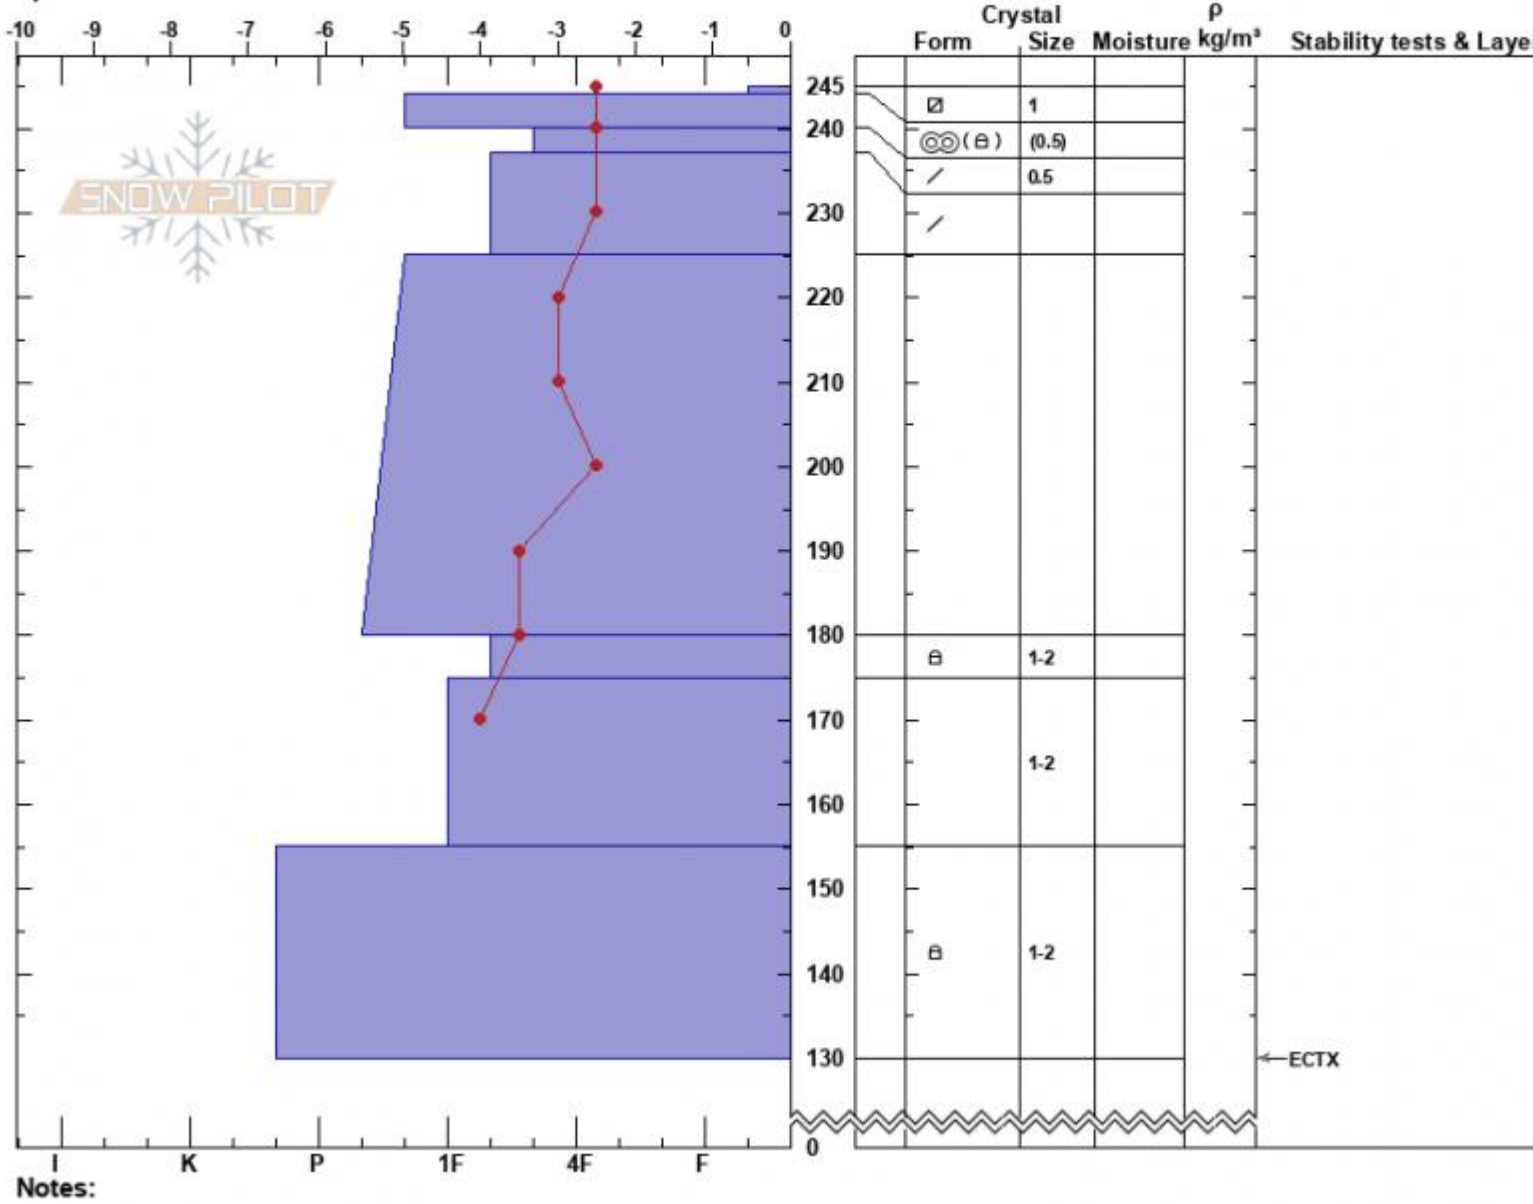 Crystal ρ
-10 -9 -8 -7 -6 -5 -4 -3 -2 -1 0
Form Size Moisture kg/m³ Stability tests & Laye
245
1
240
( ) (0.5)
0.5
230
SNOW PILOT
220
210
200
190
180
1-2
170
1-2
160
150
1-2
140
130 ECTX
0
I K P 1F 4F F
Notes: